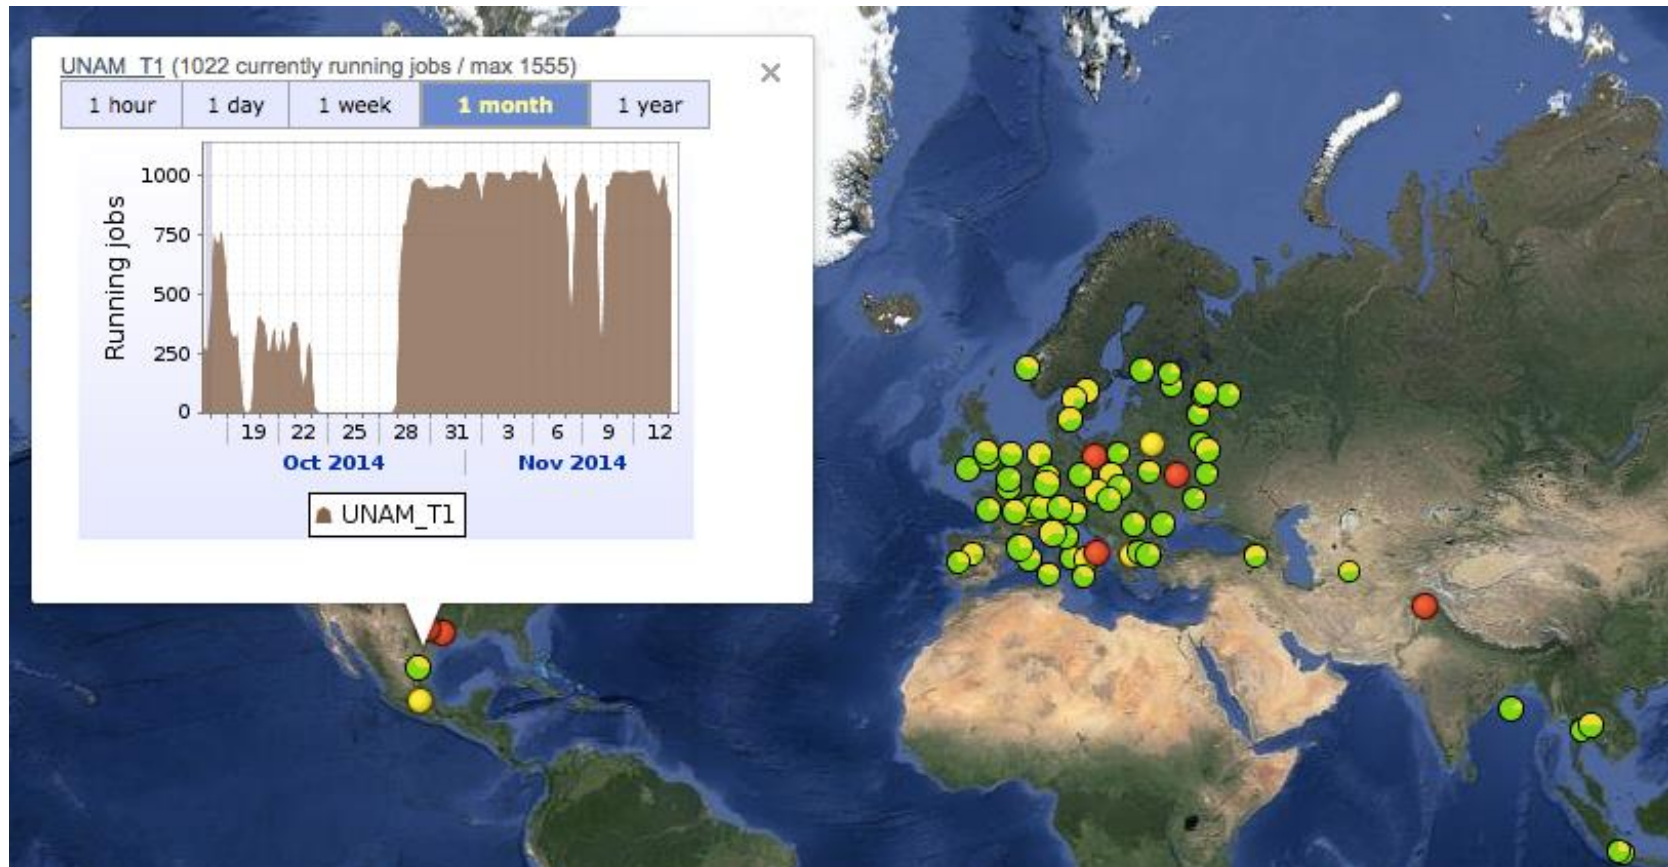 UNAM_T1 (1022 currently running jobs / max 1555)
×
1 hour 1 day 1 week 1 month 1 year
Running jobs
1000
750
500
250
0
19 22 25 28 31 3 6 9 12
Oct 2014 Nov 2014
UNAM_T1